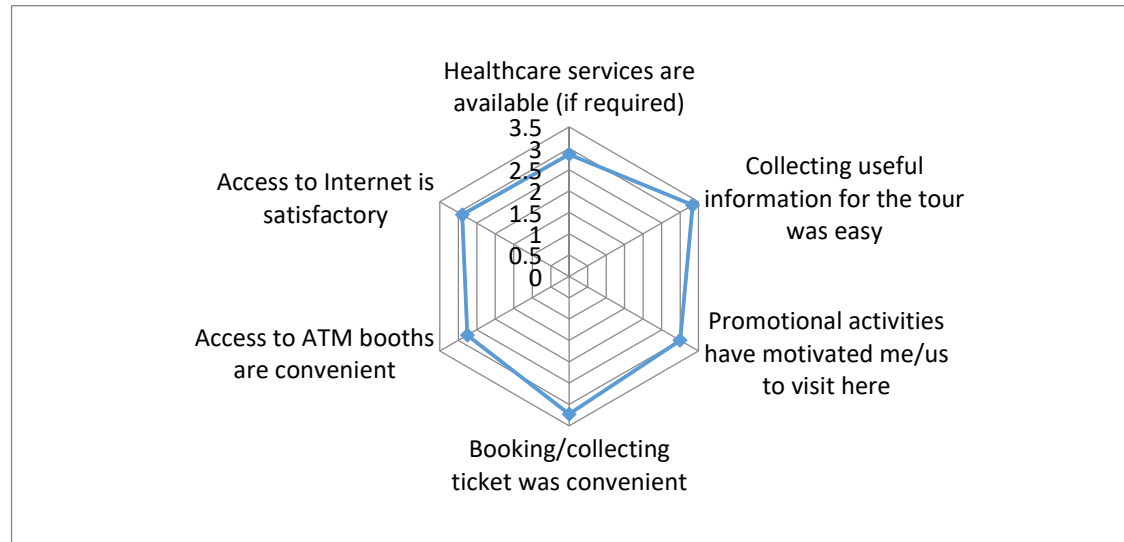 Healthcare services are
available (if required)
3.5
3
2.5
2
1.5
1
0.5
0
Collecting useful
information for the tour
was easy
Promotional activities
have motivated me/us
to visit here
Booking/collecting
ticket was convenient
Access to ATM booths
are convenient
Access to Internet is
satisfactory